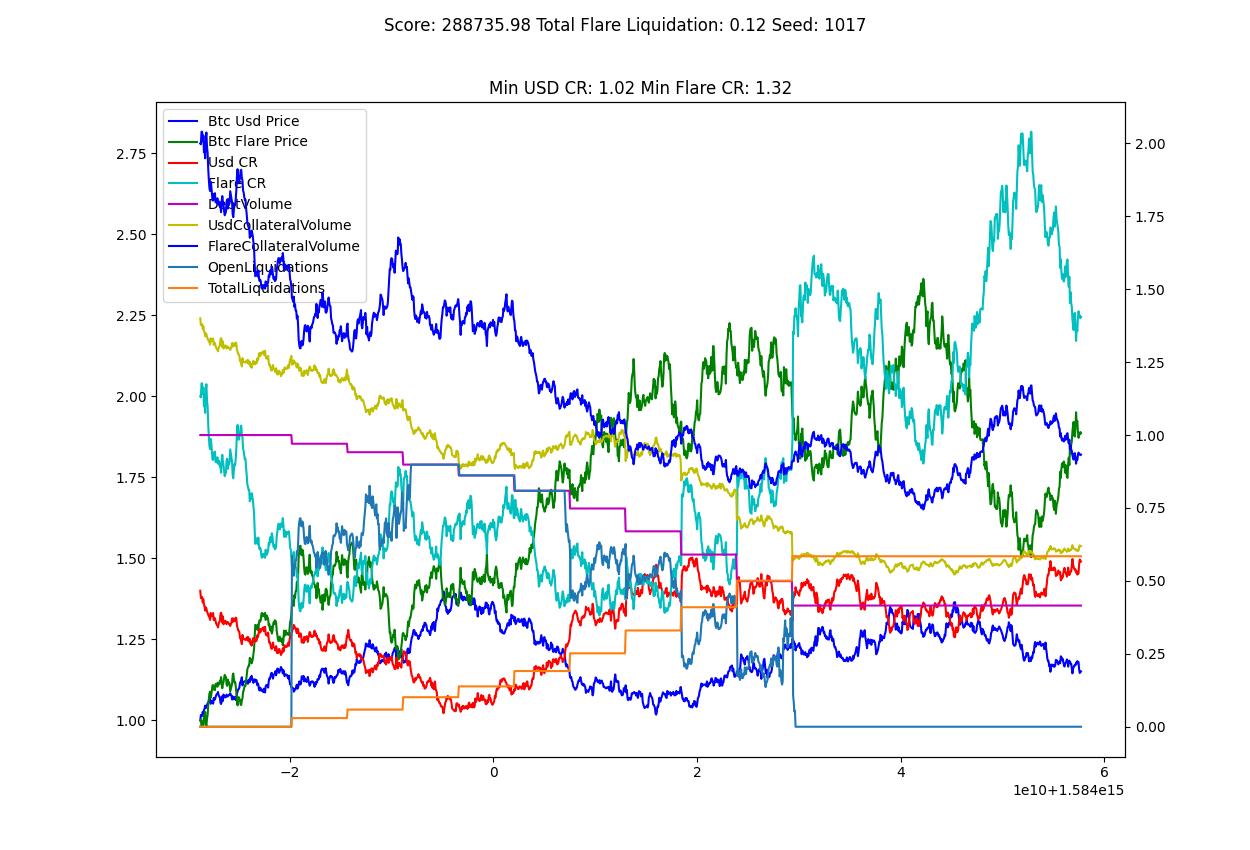 Score: 288735.98 Total Flare Liquidation: 0.12 Seed: 1017
Min USD CR: 1.02 Min Flare CR: 1.32
Btc Usd Price
Btc Flare Price
Usd CR
Flare CR
DebtVolume
UsdCollateralVolume
FlareCollateralVolume
OpenLiquidations
TotalLiquidations
2.75
2.50
2.25
2.00
1.75
1.50
1.25
1.00
2.00
1.75
1.50
1.25
1.00
0.75
0.50
0.25
0.00
−2 0 2 4 6
1e10+1.584e15